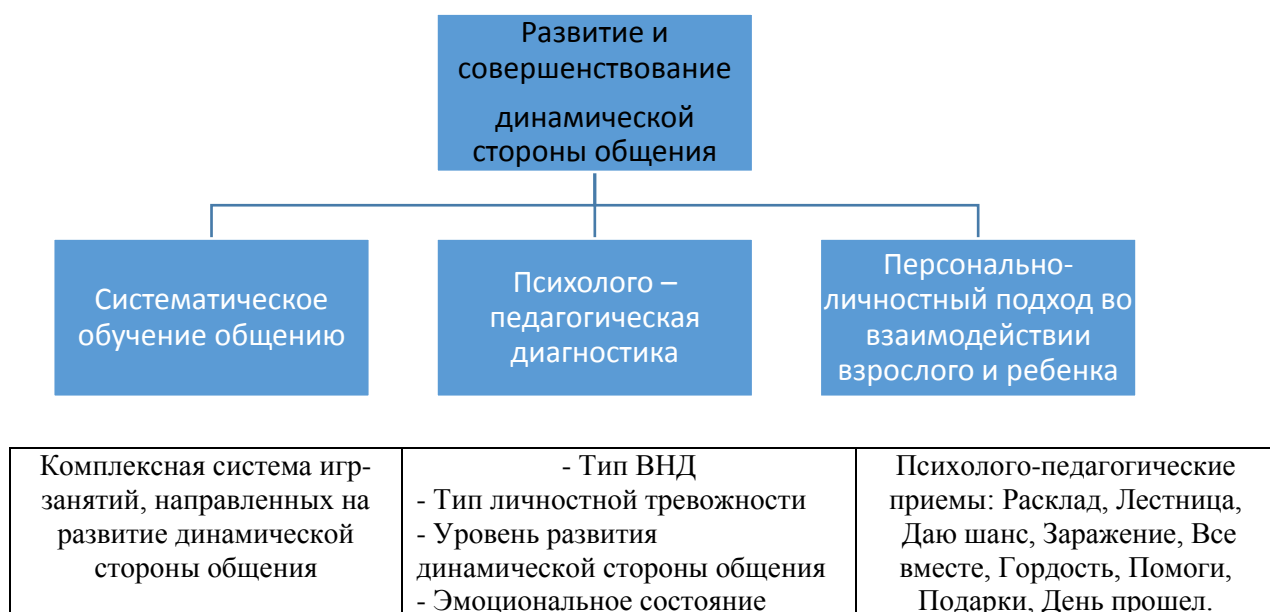 Развитие и
совершенствование
динамической
стороны общения
Систематическое
обучение общению
Психолого –
педагогическая
диагностика
Персонально-
личностный подход во
взаимодействии
взрослого и ребенка
Комплексная система игр-
занятий, направленных на
развитие динамической
стороны общения
- Тип ВНД
- Тип личностной тревожности
- Уровень развития
динамической стороны общения
- Эмоциональное состояние
Психолого-педагогические
приемы: Расклад, Лестница,
Даю шанс, Заражение, Все
вместе, Гордость, Помоги,
Подарки, День прошел.